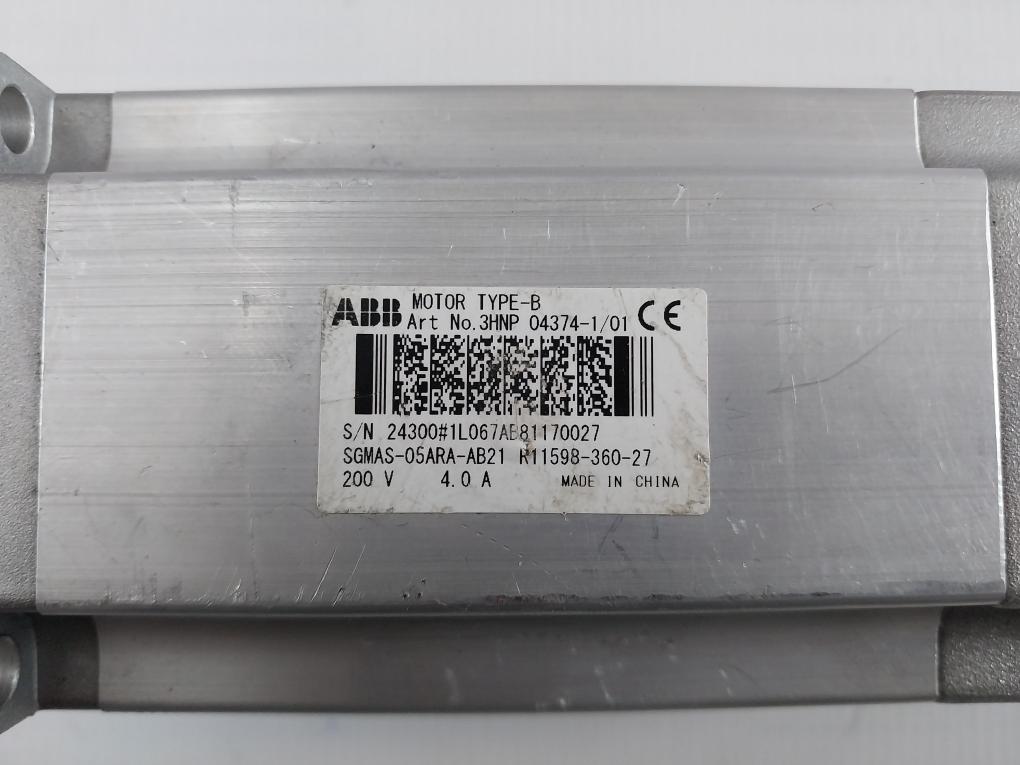 ABB MOTOR TYPE-B
Art No.3HNP 04374-1/01 CE
S/N 24300#1L067AB81170027
SGMAS-05ARA-AB21 R11598-360-27
200 V 4.0 A MADE IN CHINA